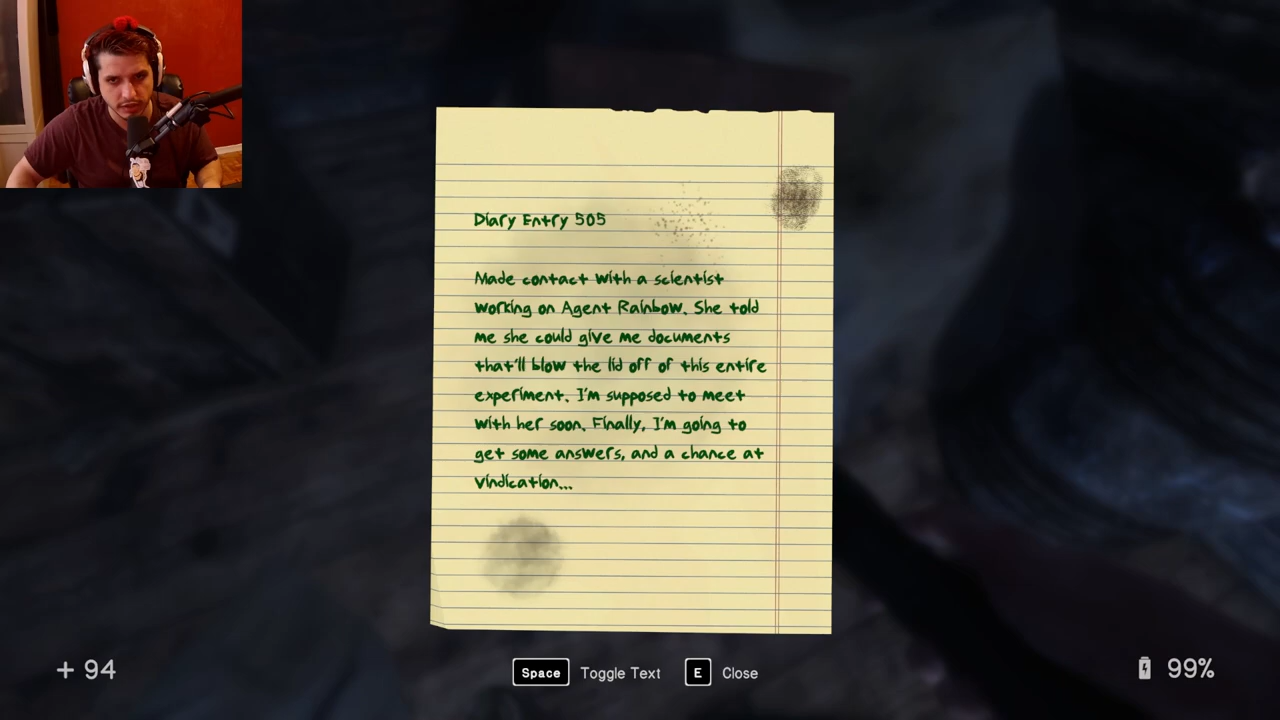 Diary Entry 505
Made contact with a scientist
working on Agent Rainbow. She told
me she could give me documents
that'll blow the lid off of this entire
experiment. I'm supposed to meet
with her soon. Finally, I'm going to
get some answers, and a chance at
vindication...
+ 94
Space Toggle Text E Close
99%